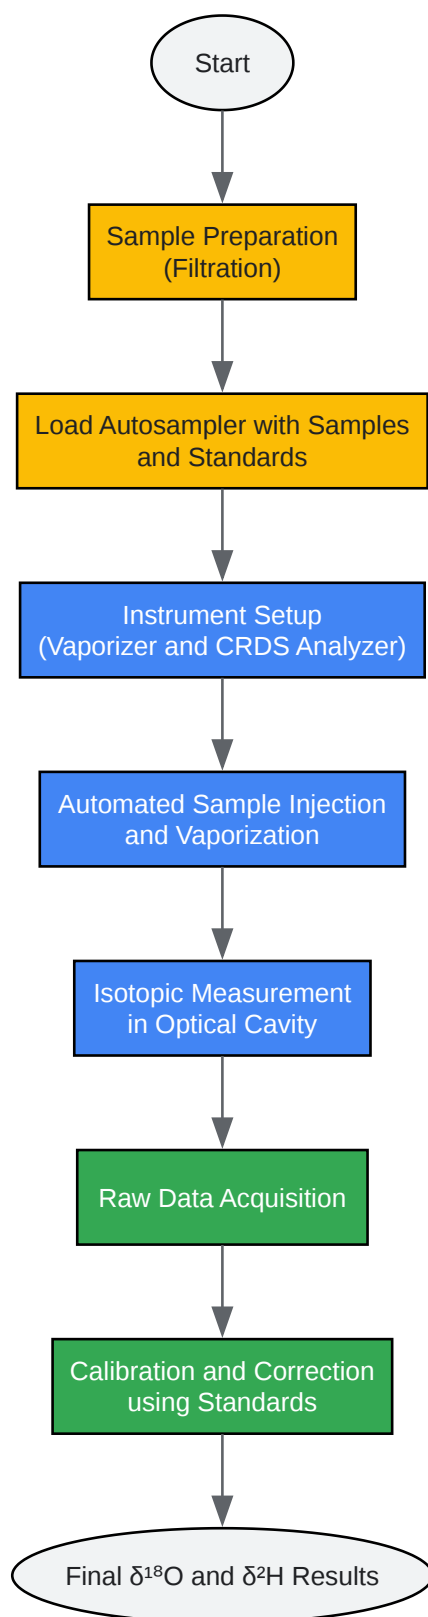 Start
Sample Preparation
(Filtration)
Load Autosampler with Samples
and Standards
Instrument Setup
(Vaporizer and CRDS Analyzer)
Automated Sample Injection
and Vaporization
Isotopic Measurement
in Optical Cavity
Raw Data Acquisition
Calibration and Correction
using Standards
Final δ¹⁸O and δ²H Results